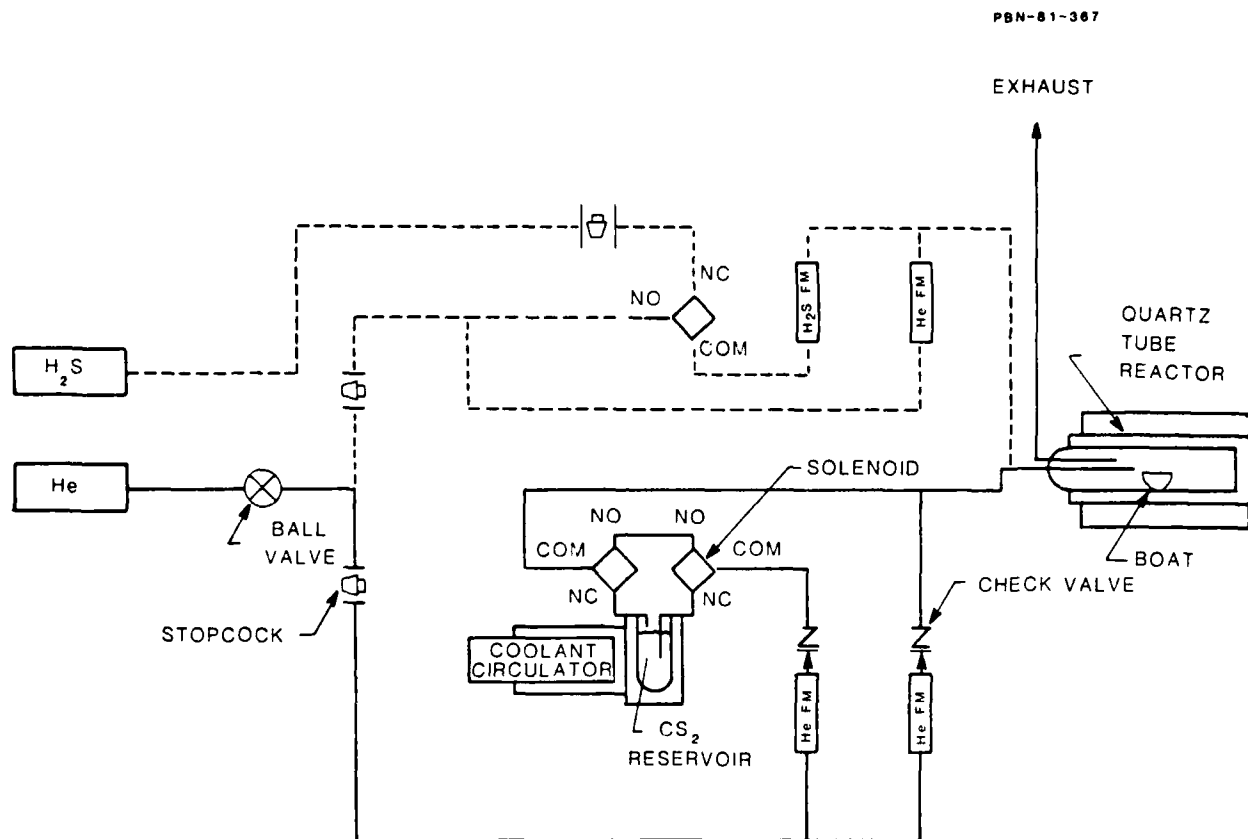 PBN-81-367
EXHAUST
NC
NO
COM
H₂S FM
He FM
QUARTZ
TUBE
REACTOR
H₂S
He
BALL
VALVE
SOLENOID
NO
NO
COM
COM
NC
NC
BOAT
CHECK VALVE
STOPCOCK
COOLANT
CIRCULATOR
He FM
He FM
CS₂
RESERVOIR